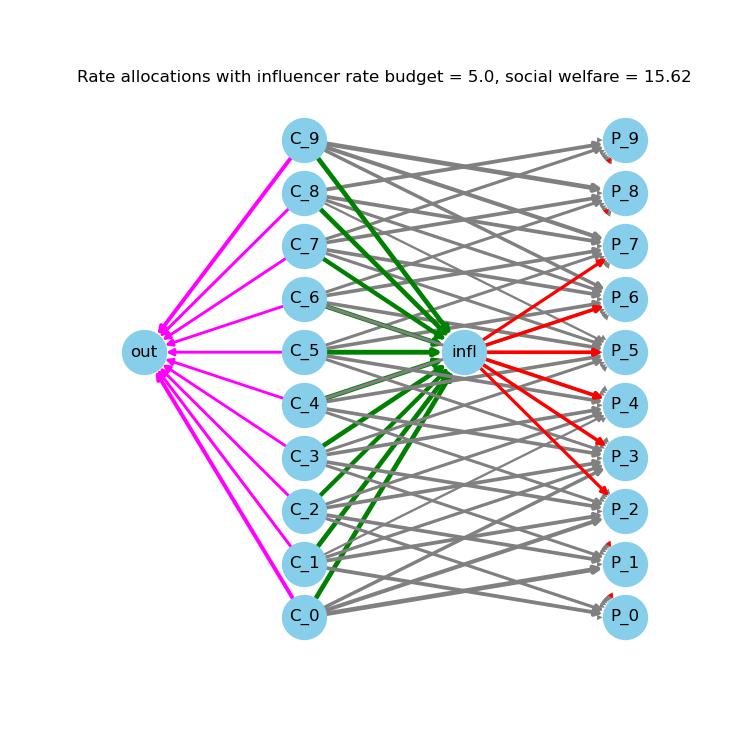 Rate allocations with influencer rate budget = 5.0, social welfare = 15.62
C_9 P_9
C_8 P_8
C_7 P_7
C_6 P_6
out C_5 infl P_5
C_4 P_4
C_3 P_3
C_2 P_2
C_1 P_1
C_0 P_0